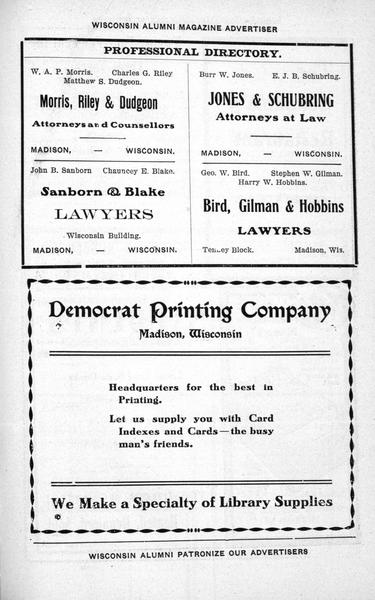 WISCONSIN ALUMNI MAGAZINE ADVERTISER
PROFESSIONAL DIRECTORY.
W. A. P. Morris. Charles G. Riley
Matthew S. Dudgeon.
Morris, Riley & Dudgeon
Attorneys and Counsellors
MADISON, — WISCONSIN.
Burr W. Jones. E. J. B. Schubring.
JONES & SCHUBRING
Attorneys at Law
MADISON, — WISCONSIN.
John B. Sanborn Chauncey E. Blake.
Sanborn & Blake
LAWYERS
Wisconsin Building.
MADISON, — WISCONSIN.
Geo. W. Bird. Stephen W. Gilman.
Harry W. Hobbins.
Bird, Gilman & Hobbins
LAWYERS
Tenney Block. Madison, Wis.
Democrat Printing Company
Madison, Wisconsin
Headquarters for the best in
Printing.
Let us supply you with Card
Indexes and Cards—the busy
man's friends.
We Make a Specialty of Library Supplies
WISCONSIN ALUMNI PATRONIZE OUR ADVERTISERS